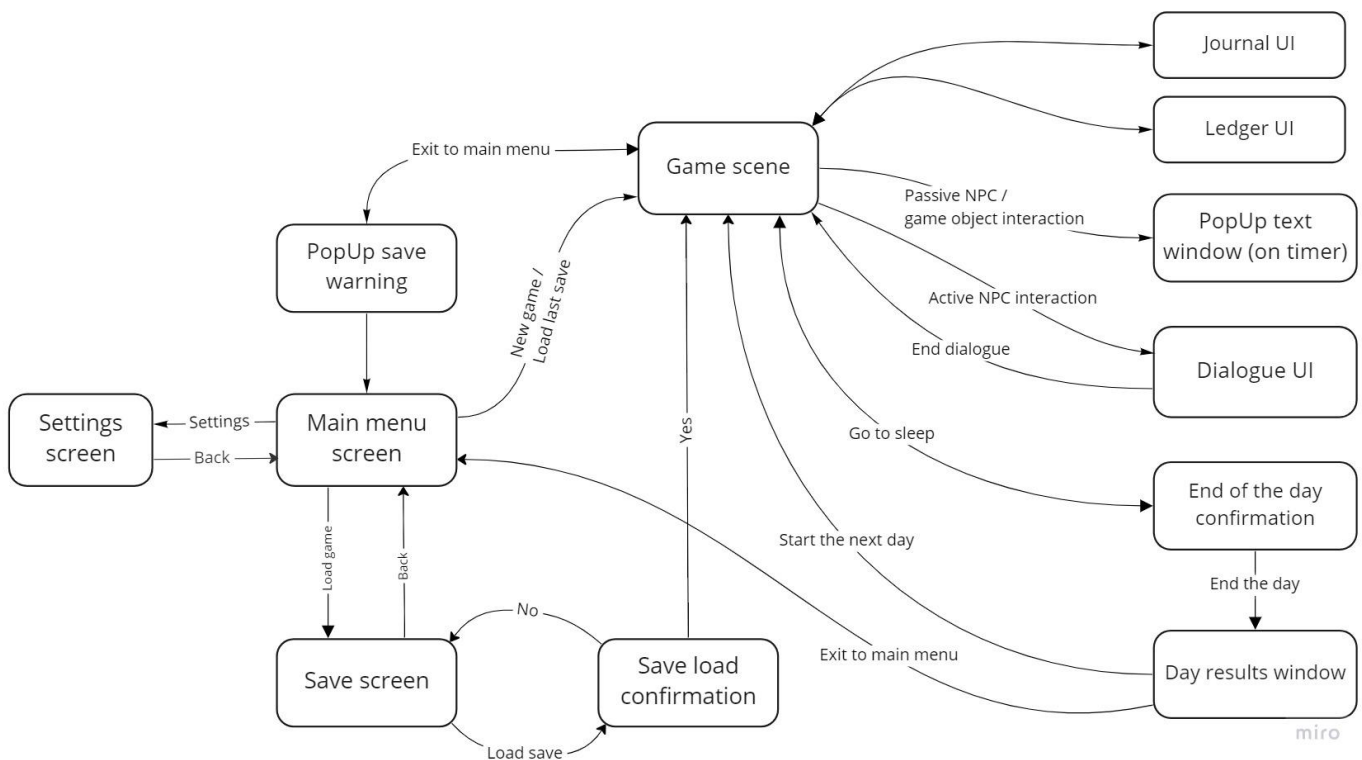 Journal UI
Ledger UI
Exit to main menu
Game scene
Passive NPC /
game object interaction
PopUp text
window (on timer)
PopUp save
warning
New game /
Load last save
Active NPC interaction
End dialogue
Dialogue UI
Settings
screen
Settings
Back
Main menu
screen
Yes
Go to sleep
End of the day
confirmation
Load game
Back
Start the next day
End the day
No
Save screen
Save load
confirmation
Exit to main menu
Day results window
Load save
miro